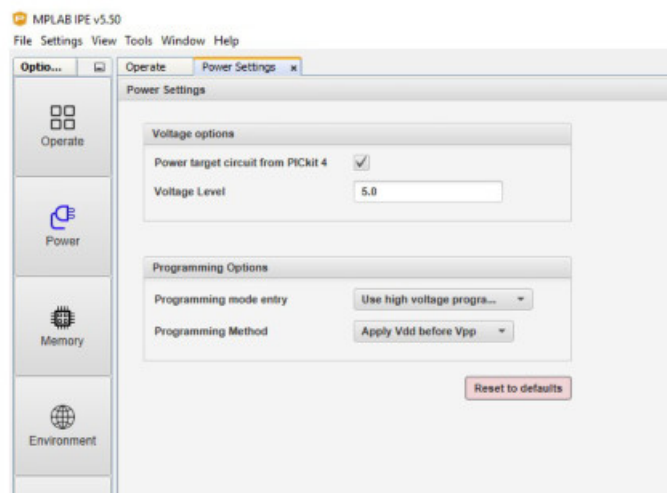 MPLAB IPE v5.50
File Settings View Tools Window Help
Optio...
Operate
Power Settings
Power Settings
Operate
Voltage options
Power target circuit from PICkit 4
Voltage Level
5.0
Power
Programming Options
Programming mode entry
Use high voltage progra...
Programming Method
Apply Vdd before Vpp
Memory
Reset to defaults
Environment